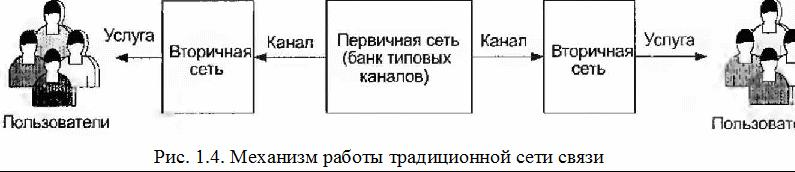 Услуга
Вторичная
сеть
Канал
Первичная сеть
(банк типовых
каналов)
Канал
Вторичная
сеть
Услуга
Пользователи
Рис. 1.4. Механизм работы традиционной сети связи